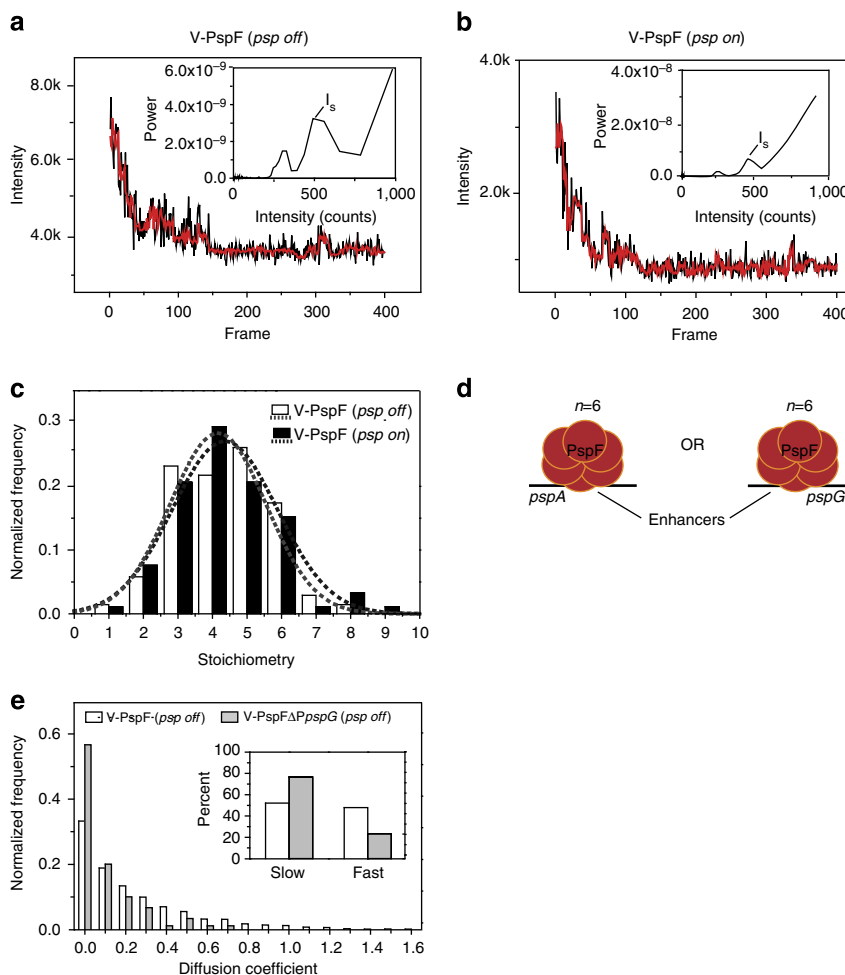 a
V-PspF (psp off)
8.0k
6.0k
4.0k
Intensity
6.0x10⁻⁹
4.0x10⁻⁹
2.0x10⁻⁹
0
Power
Iₛ
0 500 1,000
Intensity (counts)
0 100 200 300 400
Frame
b
V-PspF (psp on)
4.0k
2.0k
Intensity
4.0x10⁻⁸
2.0x10⁻⁸
0
Power
Iₛ
0 500 1,000
Intensity (counts)
0 100 200 300 400
Frame
c
V-PspF (psp off)
V-PspF (psp on)
0.3
0.2
0.1
0.0
Normalized frequency
0 1 2 3 4 5 6 7 8 9 10
Stoichiometry
d
n=6
n=6
PspF
OR
PspF
pspA
pspG
Enhancers
e
V-PspF (psp off)
V-PspFΔPpspG (psp off)
0.6
0.4
0.2
0.0
Normalized frequency
100
80
60
40
20
0
Percent
Slow Fast
0.0 0.2 0.4 0.6 0.8 1.0 1.2 1.4 1.6
Diffusion coefficient